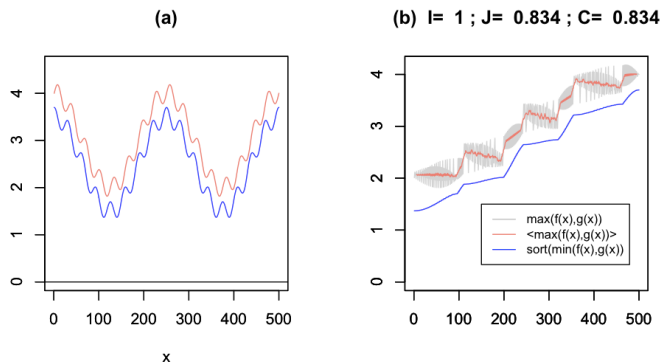 (a)
4
3
2
1
0
0 100 200 300 400 500
x
(b) I= 1 ; J= 0.834 ; C= 0.834
4
3
2
1
0
max(f(x),g(x))
<max(f(x),g(x))>
sort(min(f(x),g(x))
0 100 200 300 400 500